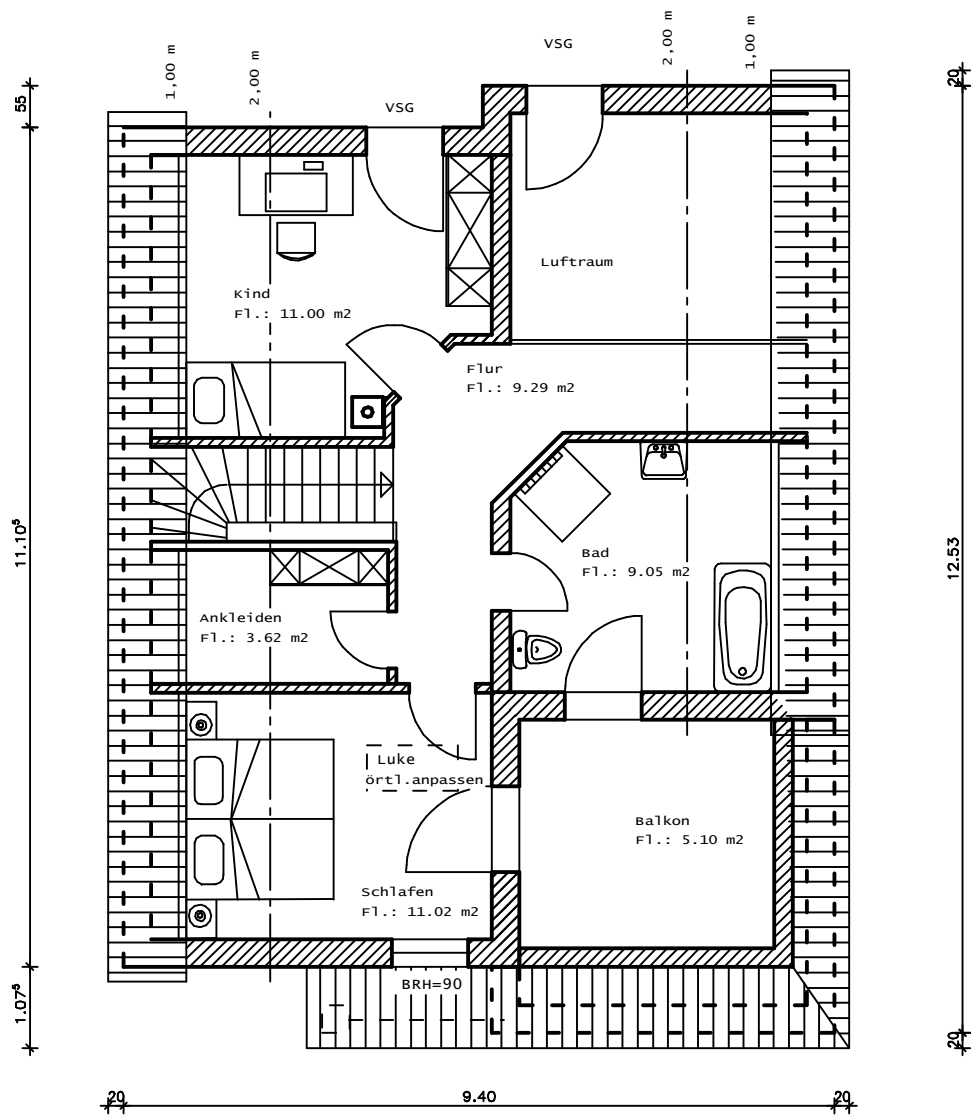 VSG
1,00 m
2,00 m
2,00 m
1,00 m
VSG
55
20
Luftraum
Kind
Fl.: 11.00 m2
Flur
Fl.: 9.29 m2
11.10⁵
12.53
Bad
Fl.: 9.05 m2
Ankleiden
Fl.: 3.62 m2
Luke
örtl.anpassen
Balkon
Fl.: 5.10 m2
Schlafen
Fl.: 11.02 m2
BRH=90
1.07⁵
20
20
9.40
20